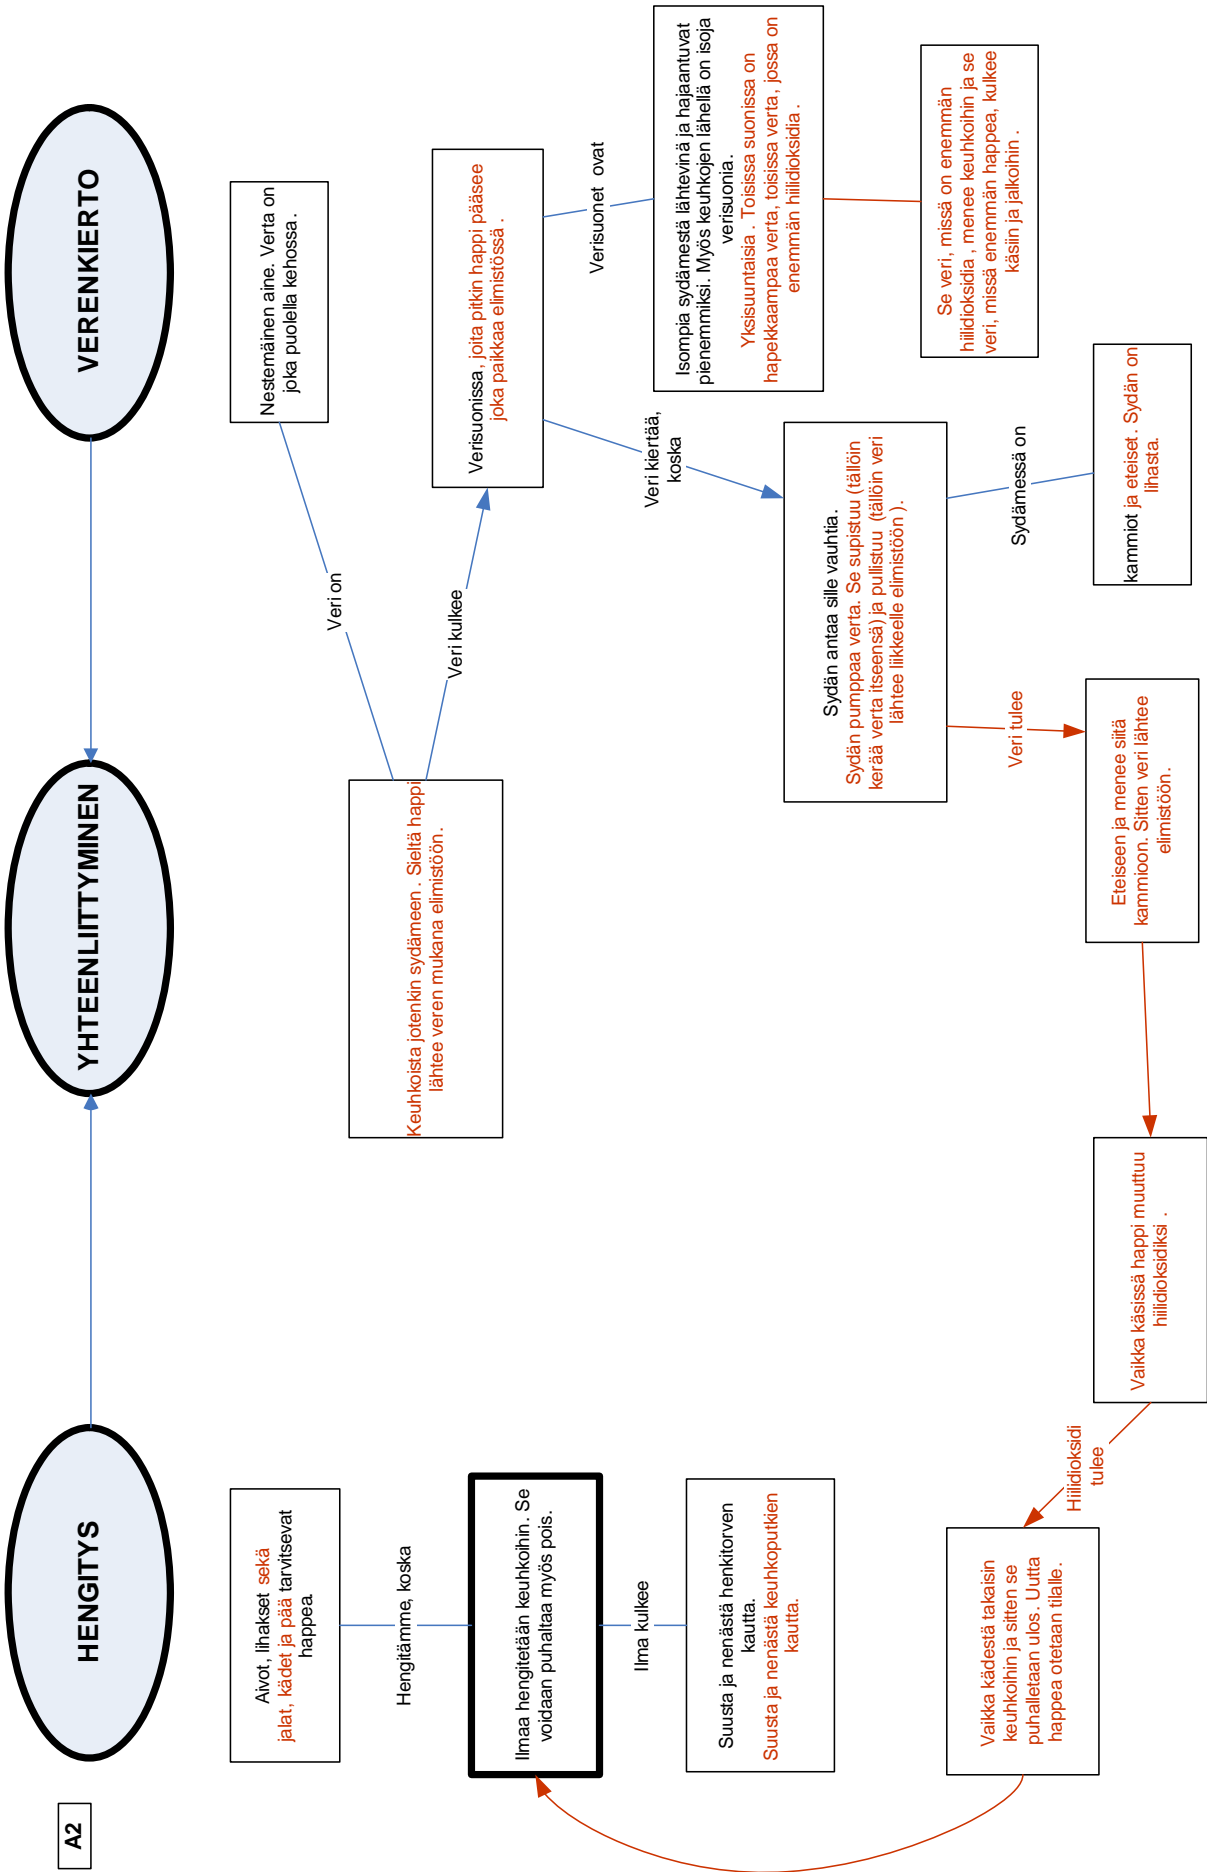 A2
HENGITYS
YHTEENLIITTYMINEN
VERENKIERTO
Aivot, lihakset sekä
jalat, kädet ja pää tarvitsevat
happea.
Hengitämme, koska
Ilmaa hengitetään keuhkoihin. Se
voidaan puhaltaa myös pois.
Ilma kulkee
Suusta ja nenästä henkitorven
kautta.
Suusta ja nenästä keuhkoputkien
kautta.
Vaikka kädestä takaisin
keuhkoihin ja sitten se
puhalletaan ulos. Uutta
happea otetaan tilalle.
Hiilidioksidi
tulee
Vaikka käsissä happi muuttuu
hiilidioksidiksi .
Keuhkoista jotenkin sydämeen. Sieltä happi
lähtee veren mukana elimistöön.
Veri on
Nestemäinen aine. Verta on
joka puolella kehossa.
Veri kulkee
Verisuonissa, joita pitkin happi pääsee
joka paikkaa elimistössä .
Verisuonet ovat
Isompia sydämestä lähtevinä ja hajaantuvat
pienemmiksi. Myös keuhkojen lähellä on isoja
verisuonia.
Yksisuuntaisia . Toisissa suonissa on
hapekkaampaa verta, toisissa verta, jossa on
enemmän hiilidioksidia.
Se veri, missä on enemmän
hiilidioksidia , menee keuhkoihin ja se
veri, missä enemmän happea, kulkee
käsiin ja jalkoihin .
Veri kiertää,
koska
Sydän antaa sille vauhtia.
Sydän pumppaa verta. Se supistuu (tällöin
kerää verta itseensä) ja pullistuu (tällöin veri
lähtee liikkeelle elimistöön ).
Sydämessä on
kammiot ja eteiset . Sydän on
lihasta.
Veri tulee
Eteiseen ja menee siitä
kammioon. Sitten veri lähtee
elimistöön.